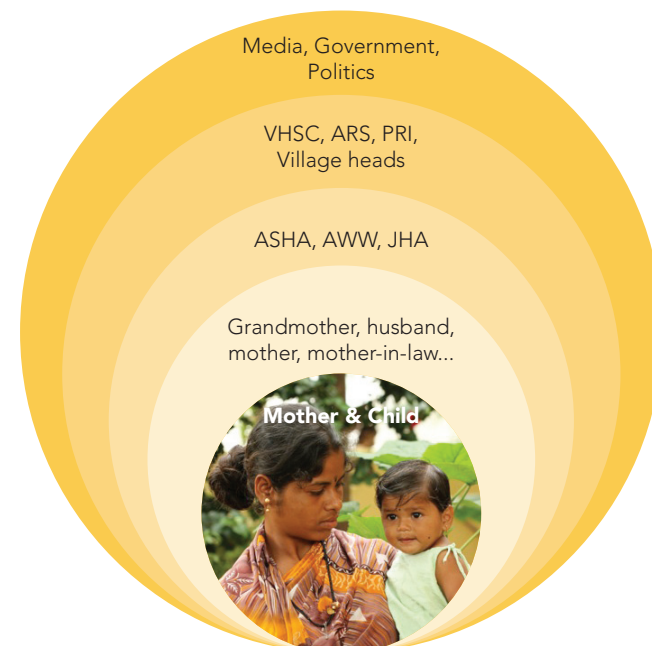 Media, Government,
Politics
VHSC, ARS, PRI,
Village heads
ASHA, AWW, JHA
Grandmother, husband,
mother, mother-in-law...
Mother & Child